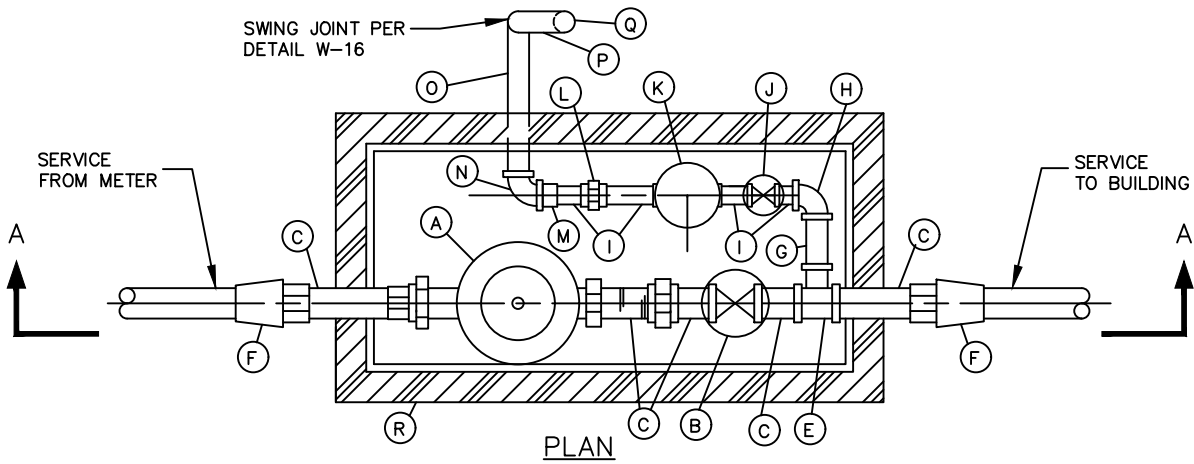 SWING JOINT PER
DETAIL W-16
Q
P
O
L
K
J
H
SERVICE
FROM METER
SERVICE
TO BUILDING
N
M
I
I
G
A
A
C
A
C
F
F
R
C
B
C
E
PLAN